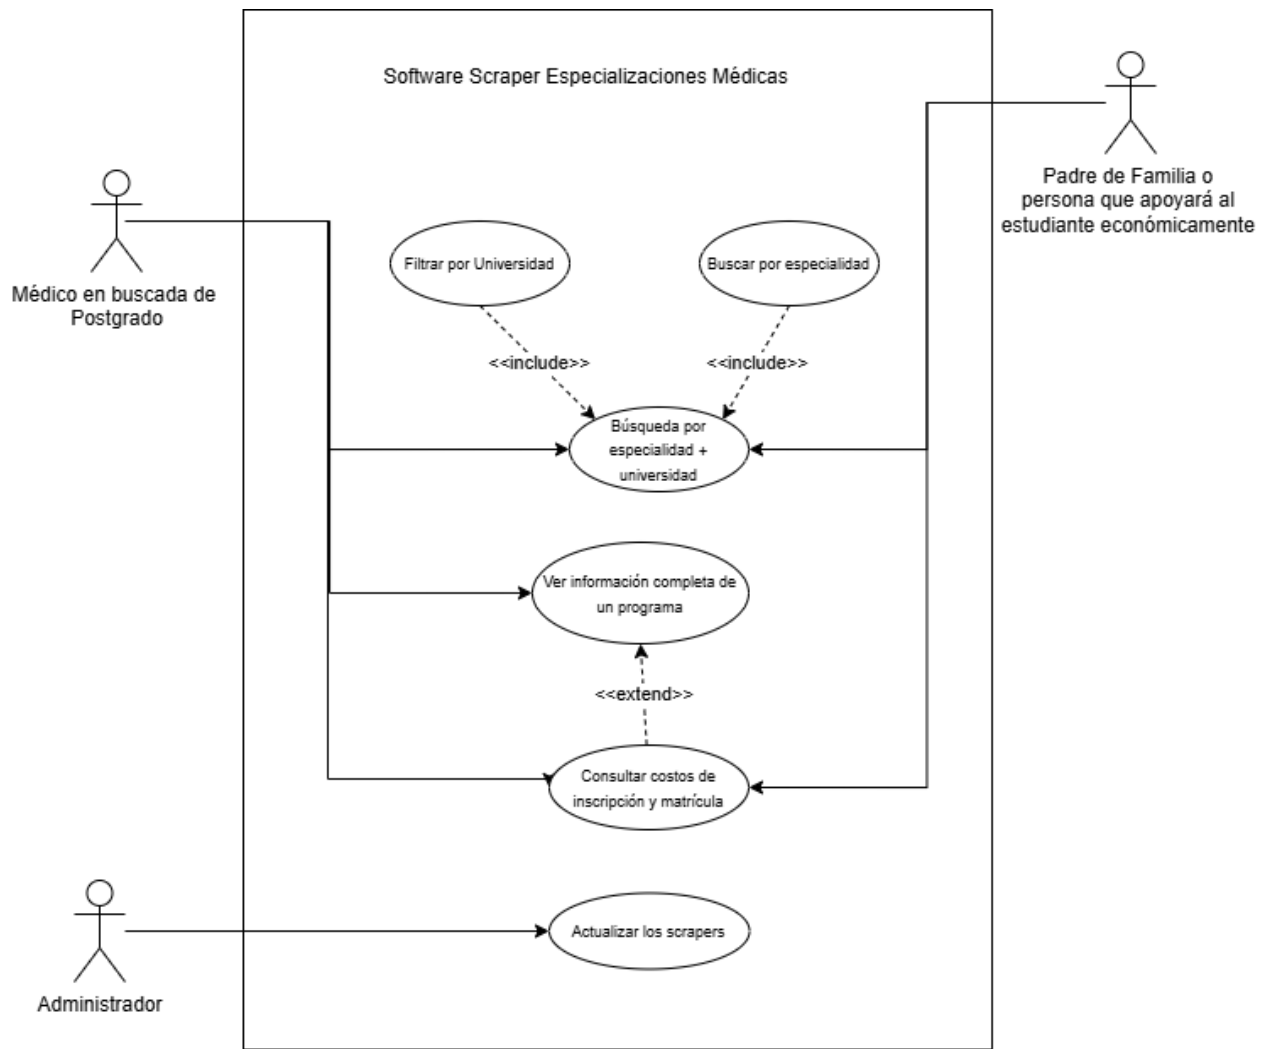 Software Scraper Especializaciones Médicas
Padre de Familia o
persona que apoyará al
estudiante económicamente
Médico en buscada de
Postgrado
Filtrar por Universidad
Buscar por especialidad
<<include>>
<<include>>
Búsqueda por
especialidad +
universidad
Ver información completa de
un programa
<<extend>>
Consultar costos de
inscripción y matrícula
Actualizar los scrapers
Administrador